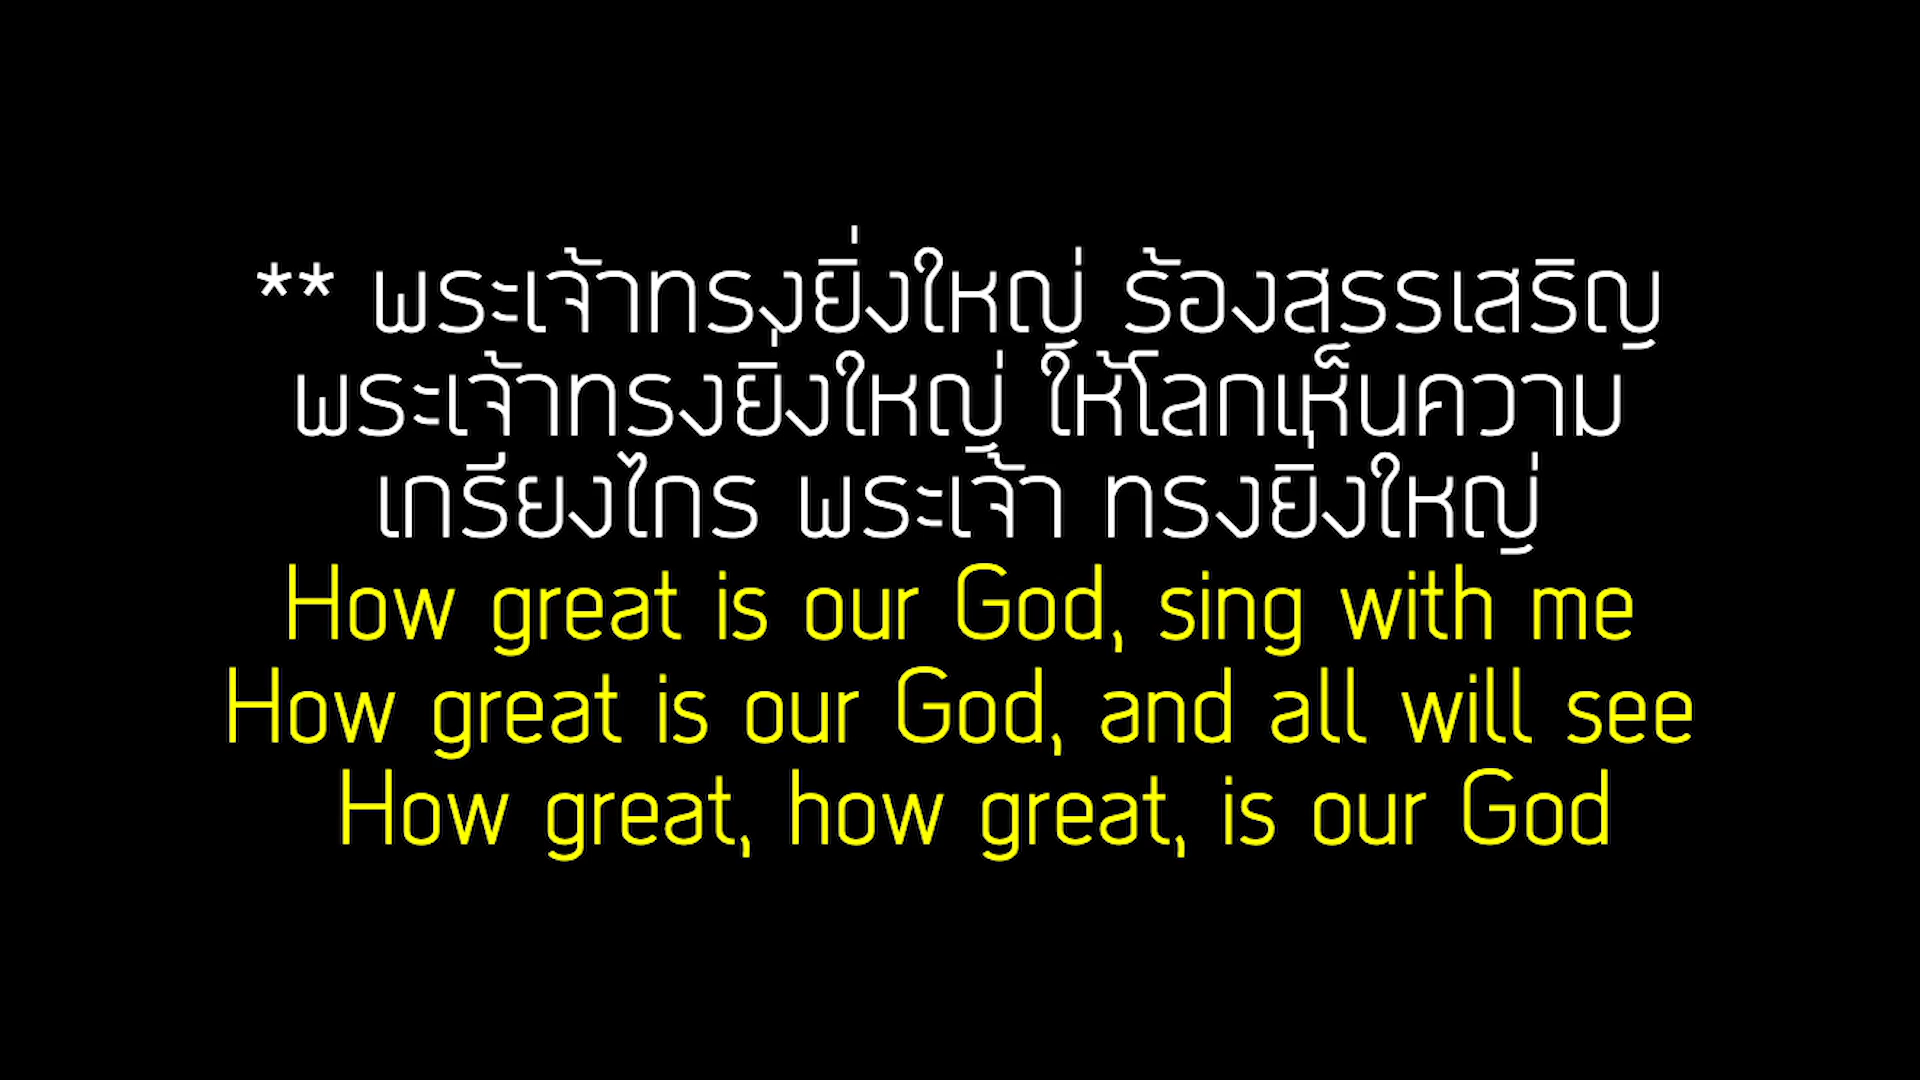 ** พระเจ้าทรงยิ่งใหญ่ ร้องสรรเสริญ
พระเจ้าทรงยิ่งใหญ่ ให้โลกเห็นความ
เกรียงไกร พระเจ้า ทรงยิ่งใหญ่
How great is our God, sing with me
How great is our God, and all will see
How great, how great, is our God